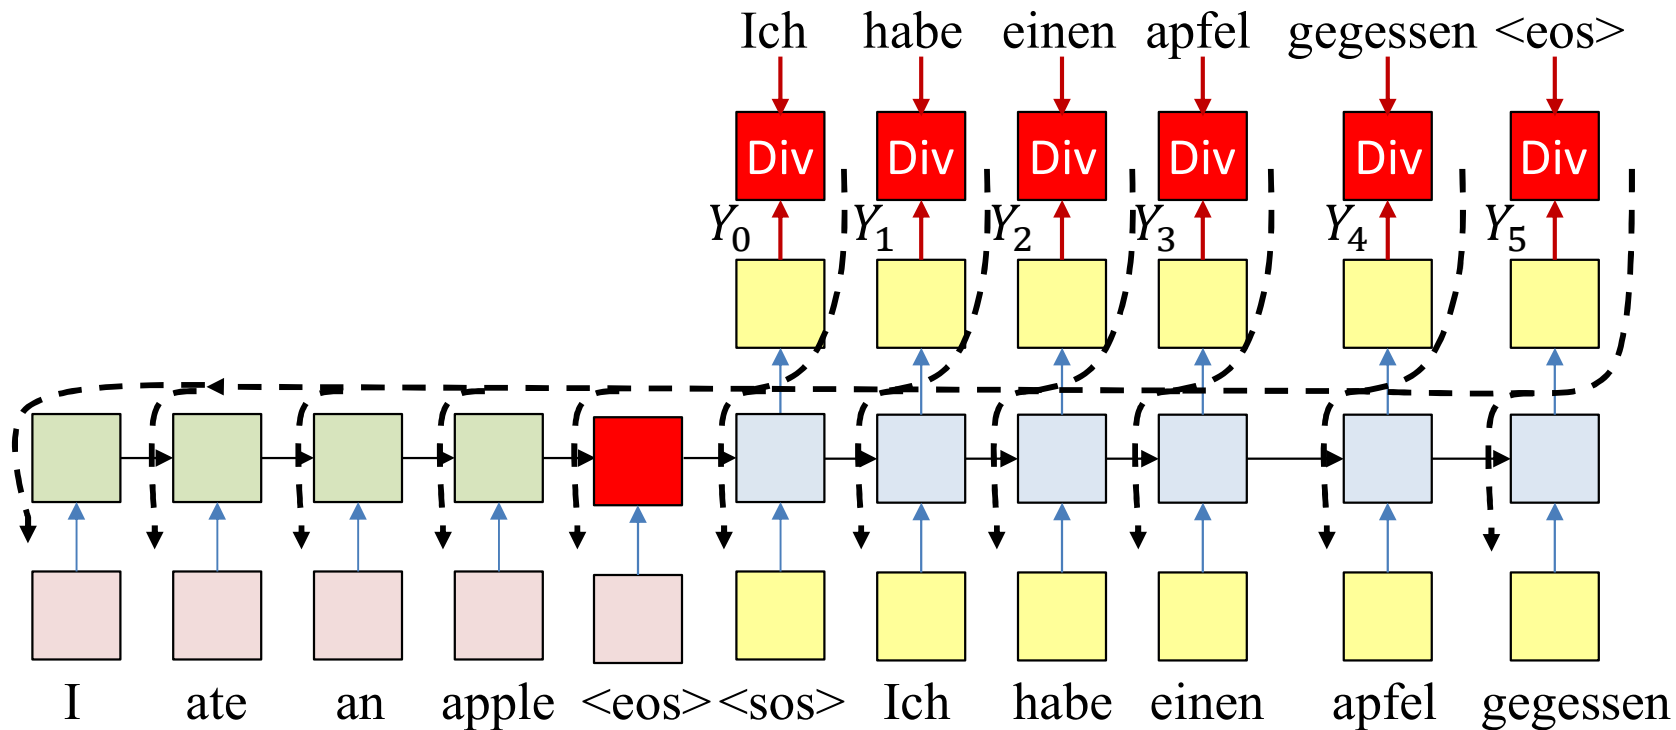 Ich habe einen apfel gegessen <eos>
Div Div Div Div Div Div
Y₀ Y₁ Y₂ Y₃ Y₄ Y₅
I ate an apple <eos> <sos> Ich habe einen apfel gegessen